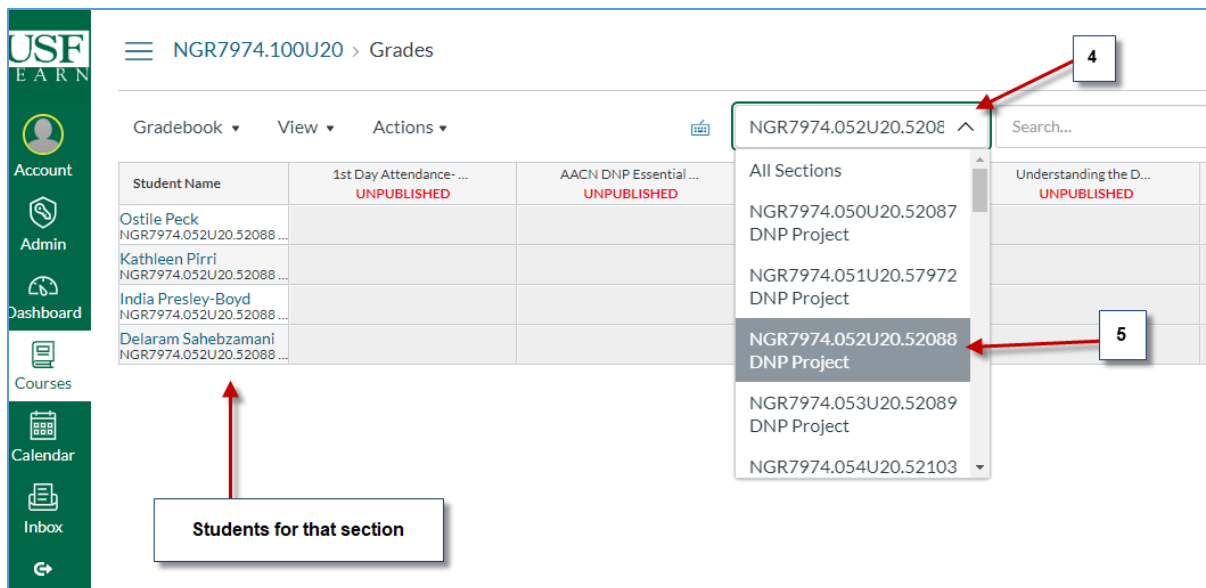 USF
EARN
NGR7974.100U20 > Grades
4
Gradebook View Actions
NGR7974.052U20.5208
Search...
Account
Admin
Dashboard
Courses
Calendar
Inbox
Student Name
1st Day Attendance- ...
UNPUBLISHED
AACN DNP Essential ...
UNPUBLISHED
Understanding the D...
UNPUBLISHED
Ostile Peck
NGR7974.052U20.52088 ...
Kathleen Pirri
NGR7974.052U20.52088 ...
India Presley-Boyd
NGR7974.052U20.52088 ...
Delaram Sahebzamani
NGR7974.052U20.52088 ...
All Sections
NGR7974.050U20.52087
DNP Project
NGR7974.051U20.57972
DNP Project
NGR7974.052U20.52088
DNP Project
NGR7974.053U20.52089
DNP Project
NGR7974.054U20.52103
5
Students for that section